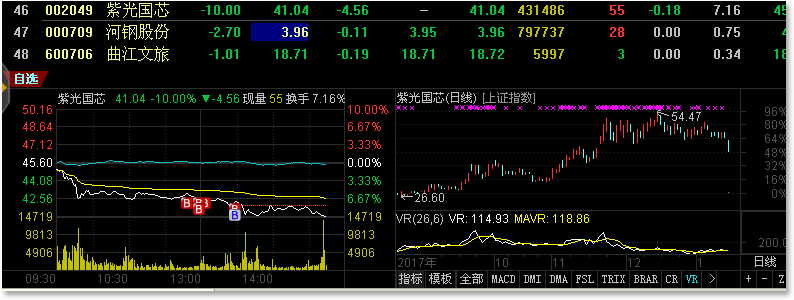 46 002049 紫光国芯 -10.00 41.04 -4.56 — 41.04 431486 55 -0.18 7.16 45
47 000709 河钢股份 -2.70 3.96 -0.11 3.95 3.96 797737 28 0.00 0.75 4
48 600706 曲江文旅 -1.01 18.71 -0.19 18.71 18.72 5997 3 0.00 0.34 18
自选
紫光国芯 41.04 -10.00% ▼-4.56 现量 55 换手 7.16%
50.16 10.00%
48.64 6.67%
47.12 3.33%
45.60 0.00%
44.08 3.33%
42.56 6.67%
14719 14719
9813 9813
4906 4906
09:30 10:30 13:00 14:00
紫光国芯(日线) [上证指数]
54.47
26.60
96%
80%
64%
48%
32%
16%
0%
VR(26,6) VR: 114.93 MAVR: 118.86
200.0
2017年 11 12 1 日线
指标 模板 全部 MACD DMI DMA FSL TRIX BRAR CR VR > + - Z